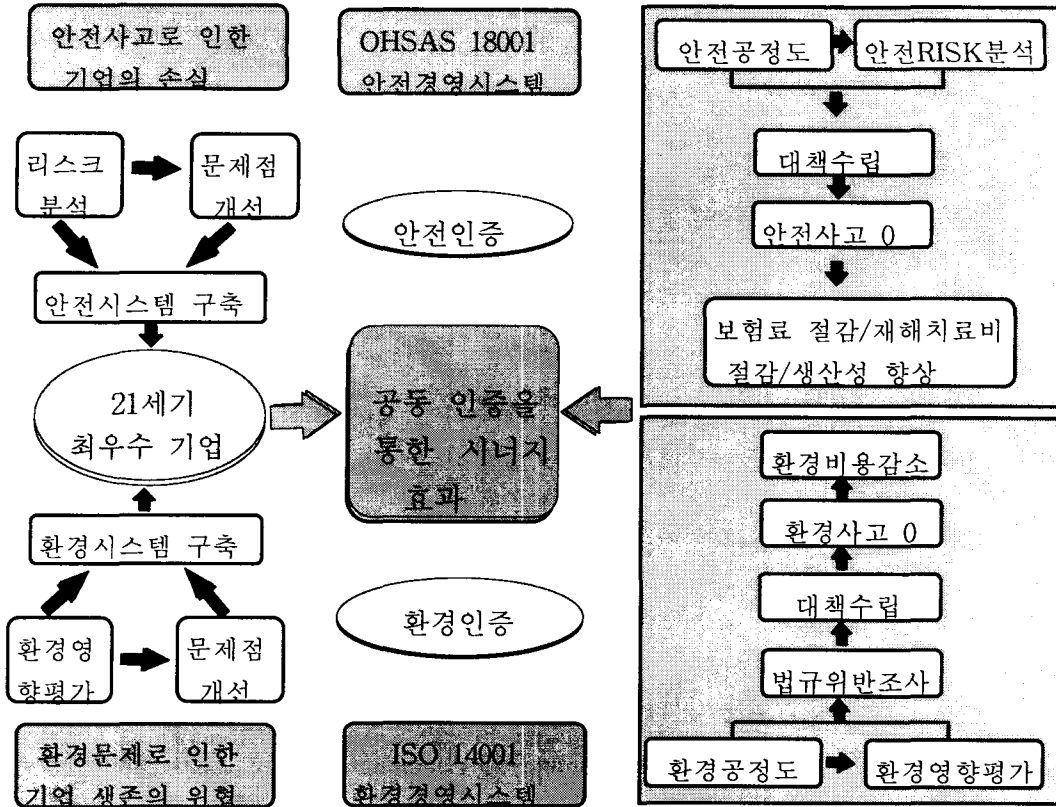 안전사고로 인한
기업의 손실
OHSAS 18001
안전경영시스템
안전공정도
안전RISK분석
리스크
분석
문제점
개선
대책수립
안전인증
안전사고 0
안전시스템 구축
보험료 절감/재해치료비
절감/생산성 향상
21세기
최우수 기업
공동 인증을
통한 시너지
효과
환경비용감소
환경사고 0
환경시스템 구축
대책수립
환경인증
환경영
향평가
문제점
개선
법규위반조사
환경문제로 인한
기업 생존의 위협
ISO 14001
환경경영시스템
환경공정도
환경영향평가